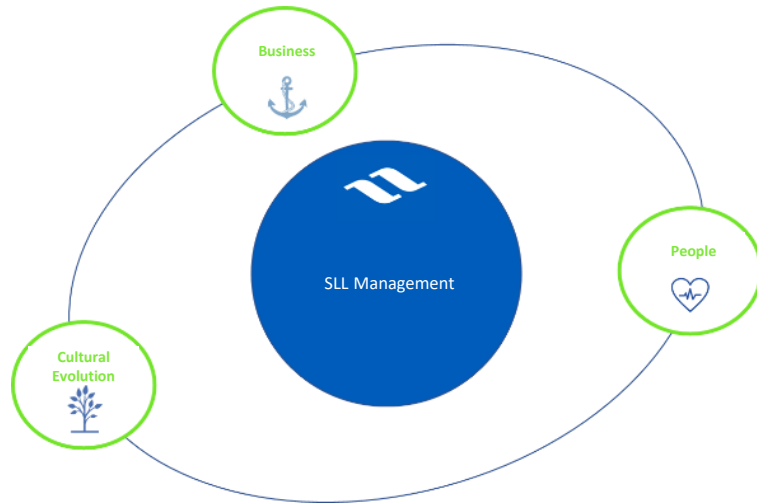 Business
People
SLL Management
Cultural
Evolution